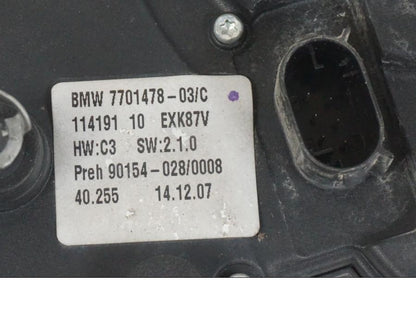 BMW 7701478-03/C
114191 10 EXK87V
HW:C3 SW:2.1.0
Preh 90154-028/0008
40.255 14.12.07